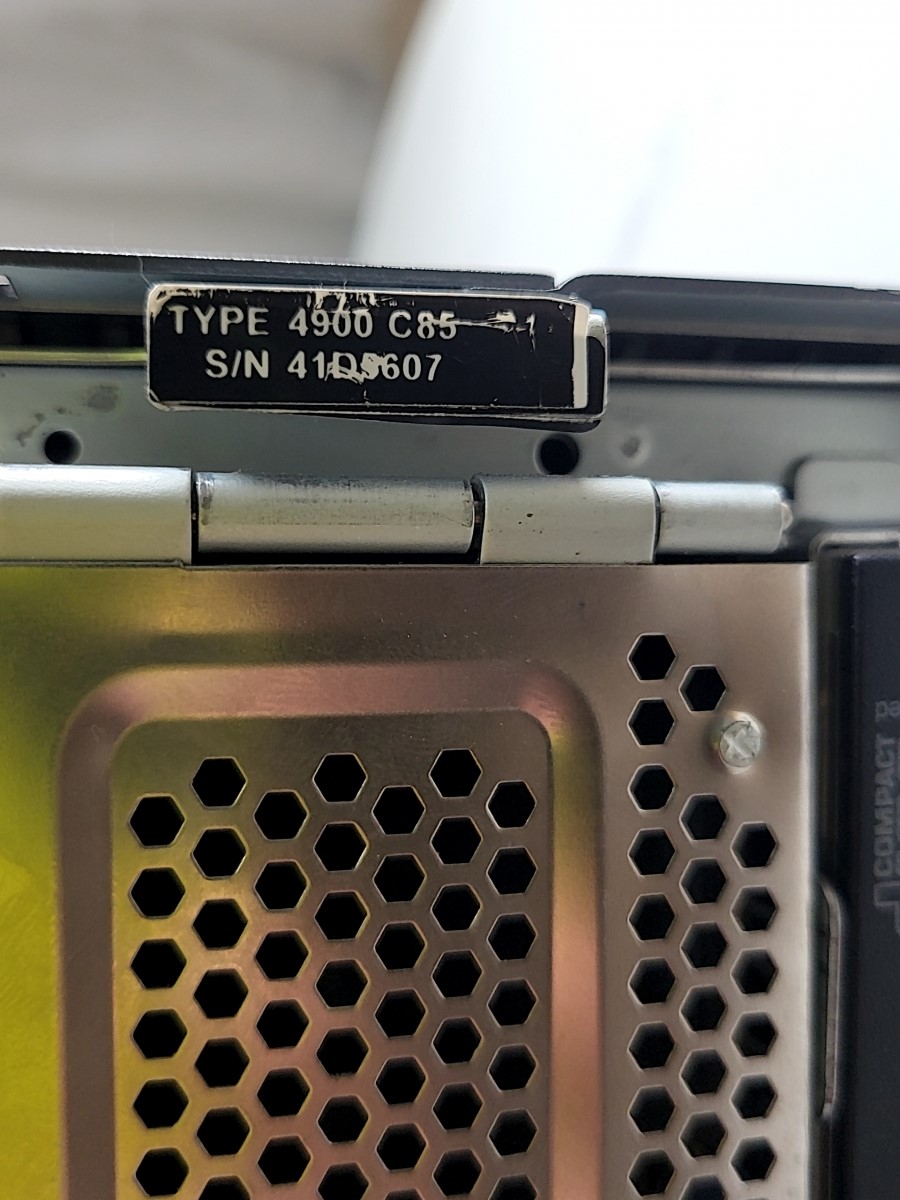 TYPE 4900 C85
S/N 41D5607
COMPACT